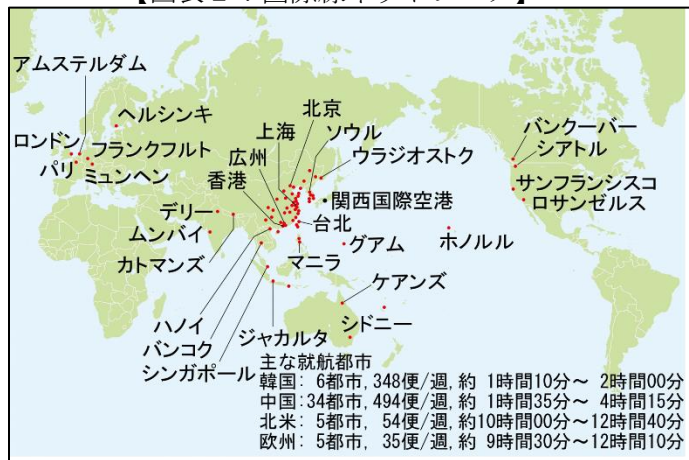 アムステルダム
ヘルシンキ
北京
上海
ソウル
ロンドン
フランクフルト
広州
ウラジオストク
バンクーバー
シアトル
パリ
ミュンヘン
香港
サンフランシスコ
・関西国際空港
ロサンゼルス
デリー
台北
ムンバイ
グアム
ホノルル
カトマンズ
マニラ
ケアンズ
ハノイ
ジャカルタ
シドニー
バンコク
シンガポール
主な就航都市
韓国: 6都市,348便/週,約 1時間10分～ 2時間00分
中国:34都市,494便/週,約 1時間35分～ 4時間15分
北米: 5都市, 54便/週,約10時間00分～12時間40分
欧州: 5都市, 35便/週,約 9時間30分～12時間10分